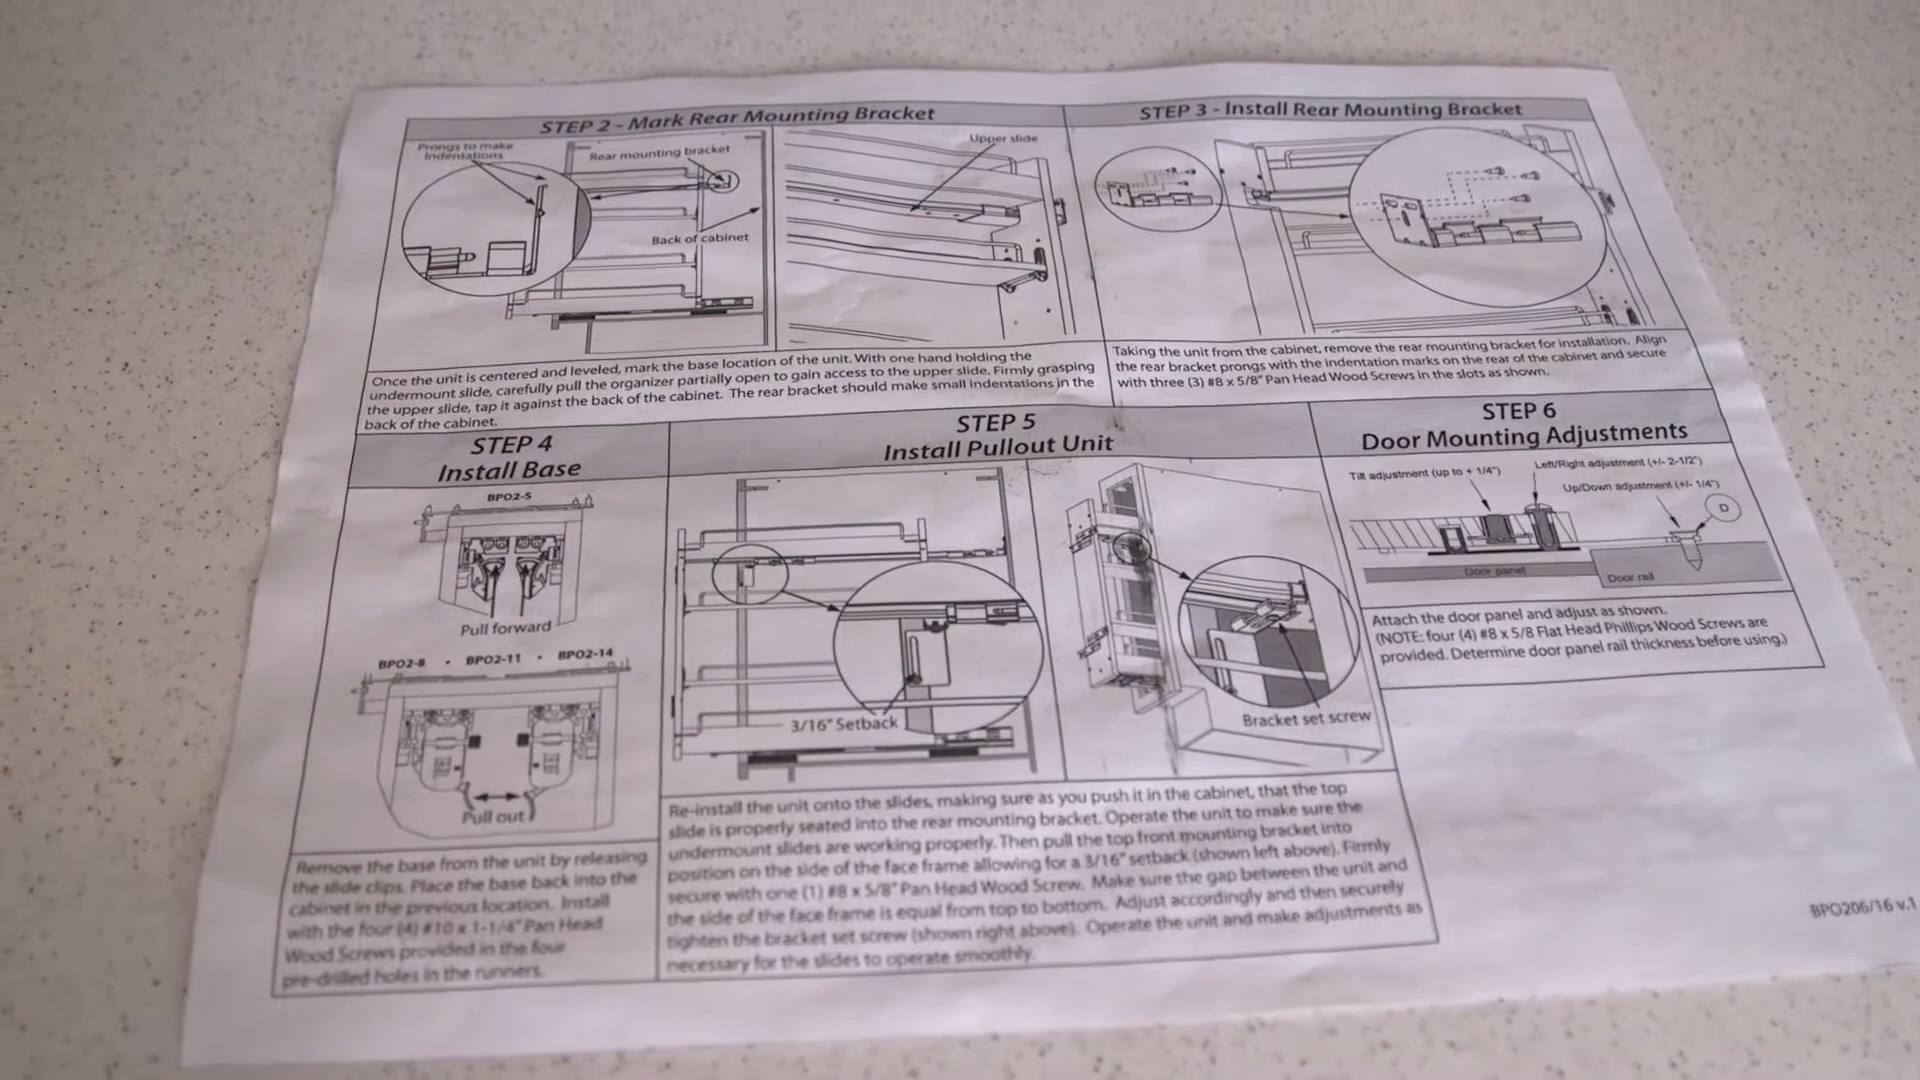 STEP 2 - Mark Rear Mounting Bracket
Prongs to make
Indentations
Rear mounting bracket
Back of cabinet
Upper slide
Once the unit is centered and leveled, mark the base location of the unit. With one hand holding the
undermount slide, carefully pull the organizer partially open to gain access to the upper slide. Firmly grasping
the upper slide, tap it against the back of the cabinet. The rear bracket should make small indentations in the
back of the cabinet.
STEP 3 - Install Rear Mounting Bracket
Taking the unit from the cabinet, remove the rear mounting bracket for installation. Align
the rear bracket prongs with the indentation marks on the rear of the cabinet and secure
with three (3) #8 x 5/8" Pan Head Wood Screws in the slots as shown.
STEP 4
Install Base
BPO2-5
Pull forward
BPO2-8 • BPO2-11 • BPO2-14
Pull out
Remove the base from the unit by releasing
the slide clips. Place the base back into the
cabinet in the previous location. Install
with the four (4) #10 x 1-1/4" Pan Head
Wood Screws provided in the four
pre-drilled holes in the runners.
STEP 5
Install Pullout Unit
3/16" Setback
Bracket set screw
Re-install the unit onto the slides, making sure as you push it in the cabinet, that the top
slide is properly seated into the rear mounting bracket. Operate the unit to make sure the
undermount slides are working properly. Then pull the top front mounting bracket into
position on the side of the face frame allowing for a 3/16" setback (shown left above). Firmly
secure with one (1) #8 x 5/8" Pan Head Wood Screw. Make sure the gap between the unit and
the side of the face frame is equal from top to bottom. Adjust accordingly and then securely
tighten the bracket set screw (shown right above). Operate the unit and make adjustments as
necessary for the slides to operate smoothly.
STEP 6
Door Mounting Adjustments
Tilt adjustment (up to + 1/4")
Left/Right adjustment (+/- 2-1/2")
Up/Down adjustment (+/- 1/4")
D
Door panel
Door rail
Attach the door panel and adjust as shown.
(NOTE: four (4) #8 x 5/8 Flat Head Phillips Wood Screws are
provided. Determine door panel rail thickness before using.)
BPO206/16 v.1